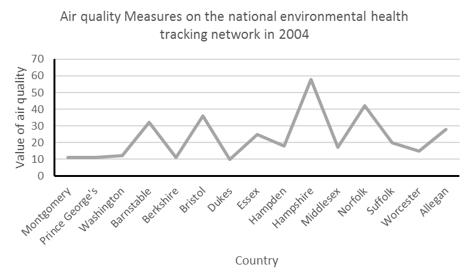 Air quality Measures on the national environmental health
tracking network in 2004
Value of air quality
70
60
50
40
30
20
10
0
Montgomery
Prince George's
Washington
Barnstable
Berkshire
Bristol
Dukes
Essex
Hampden
Hampshire
Middlesex
Norfolk
Suffolk
Worcester
Allegan
Country